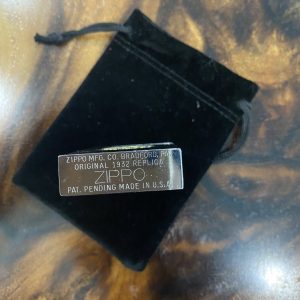 ZIPPO MFG. CO. BRADFORD, PA.
ORIGINAL 1932 REPLICA
ZIPPO
PAT. PENDING MADE IN U.S.A.